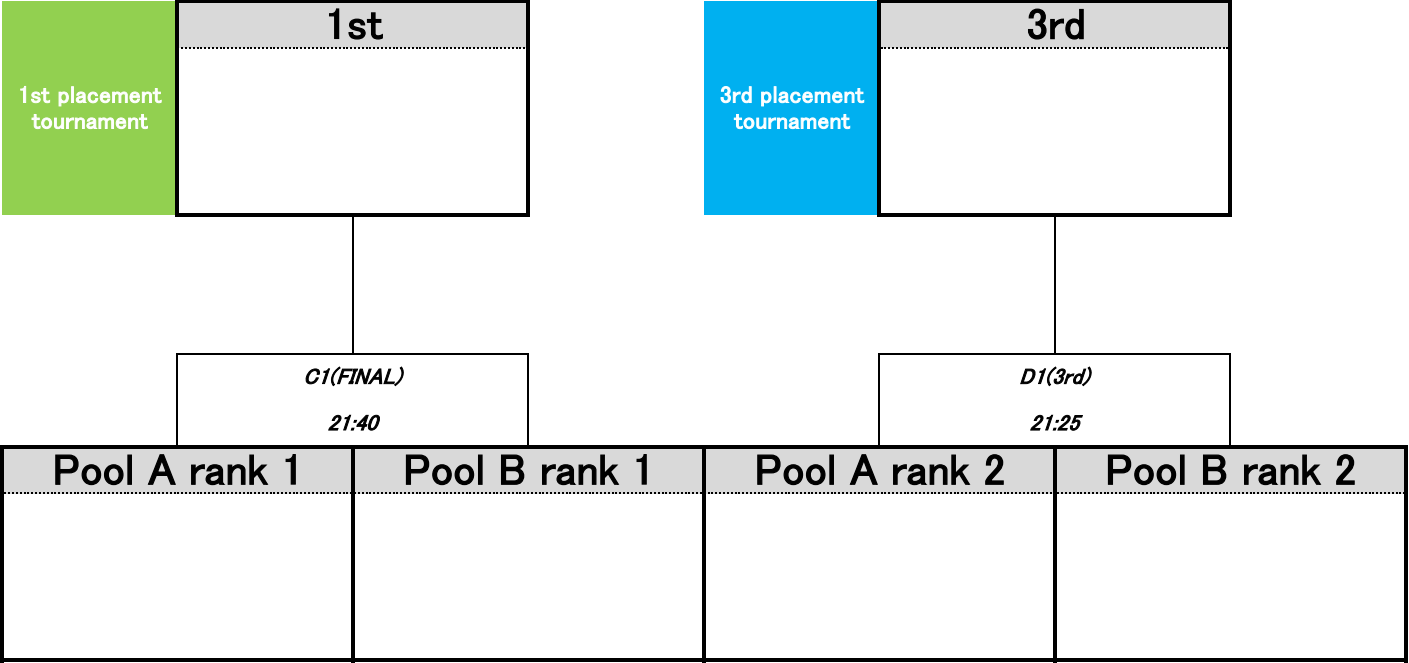 1st
3rd
1st placement
tournament
3rd placement
tournament
C1(FINAL)
21:40
D1(3rd)
21:25
Pool A rank 1
Pool B rank 1
Pool A rank 2
Pool B rank 2